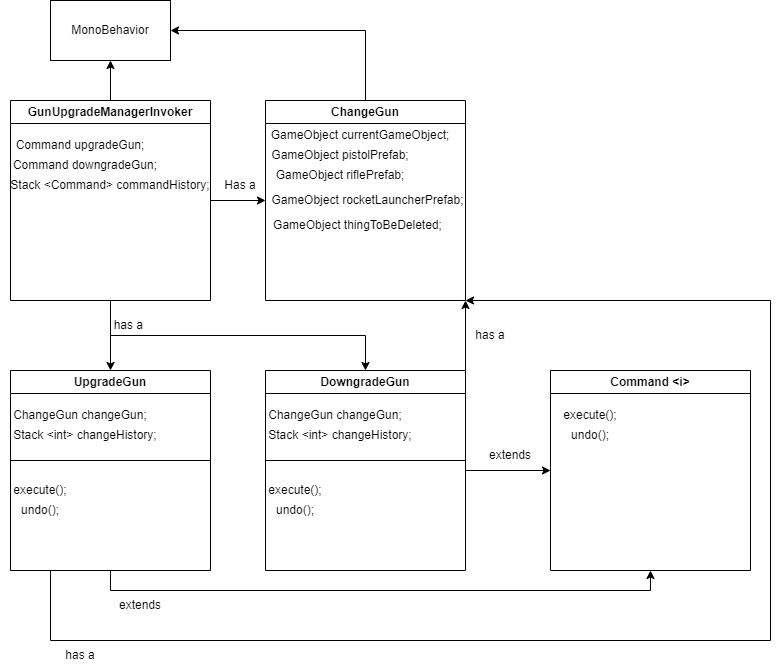 MonoBehavior
GunUpgradeManagerInvoker
Command upgradeGun;
Command downgradeGun;
Stack <Command> commandHistory;
Has a
ChangeGun
GameObject currentGameObject;
GameObject pistolPrefab;
GameObject riflePrefab;
GameObject rocketLauncherPrefab;
GameObject thingToBeDeleted;
has a
has a
UpgradeGun
ChangeGun changeGun;
Stack <int> changeHistory;
execute();
undo();
DowngradeGun
ChangeGun changeGun;
Stack <int> changeHistory;
execute();
undo();
extends
Command <i>
execute();
undo();
extends
has a